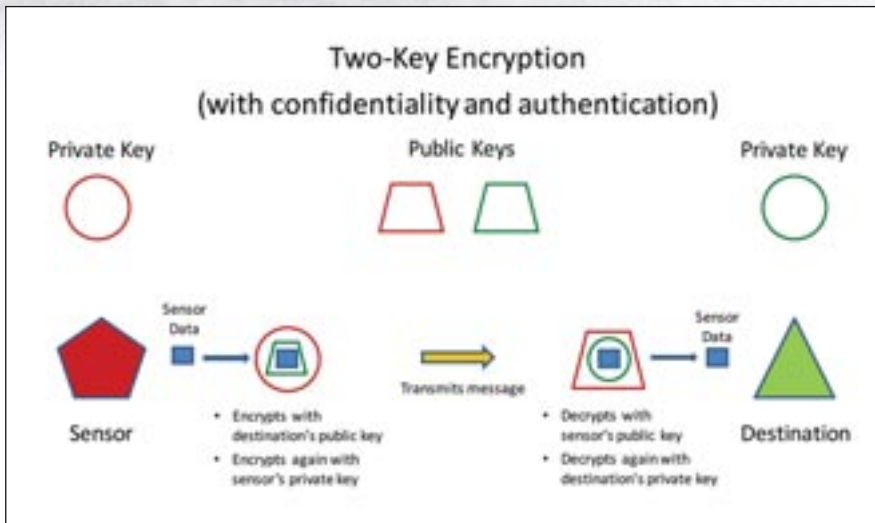 Two-Key Encryption
(with confidentiality and authentication)
Private Key
Public Keys
Private Key
Sensor
Data
Sensor
Data
Transmits message
Sensor
• Encrypts with
destination's public key
• Encrypts again with
sensor's private key
• Decrypts with
sensor's public key
• Decrypts again with
destination's private key
Destination